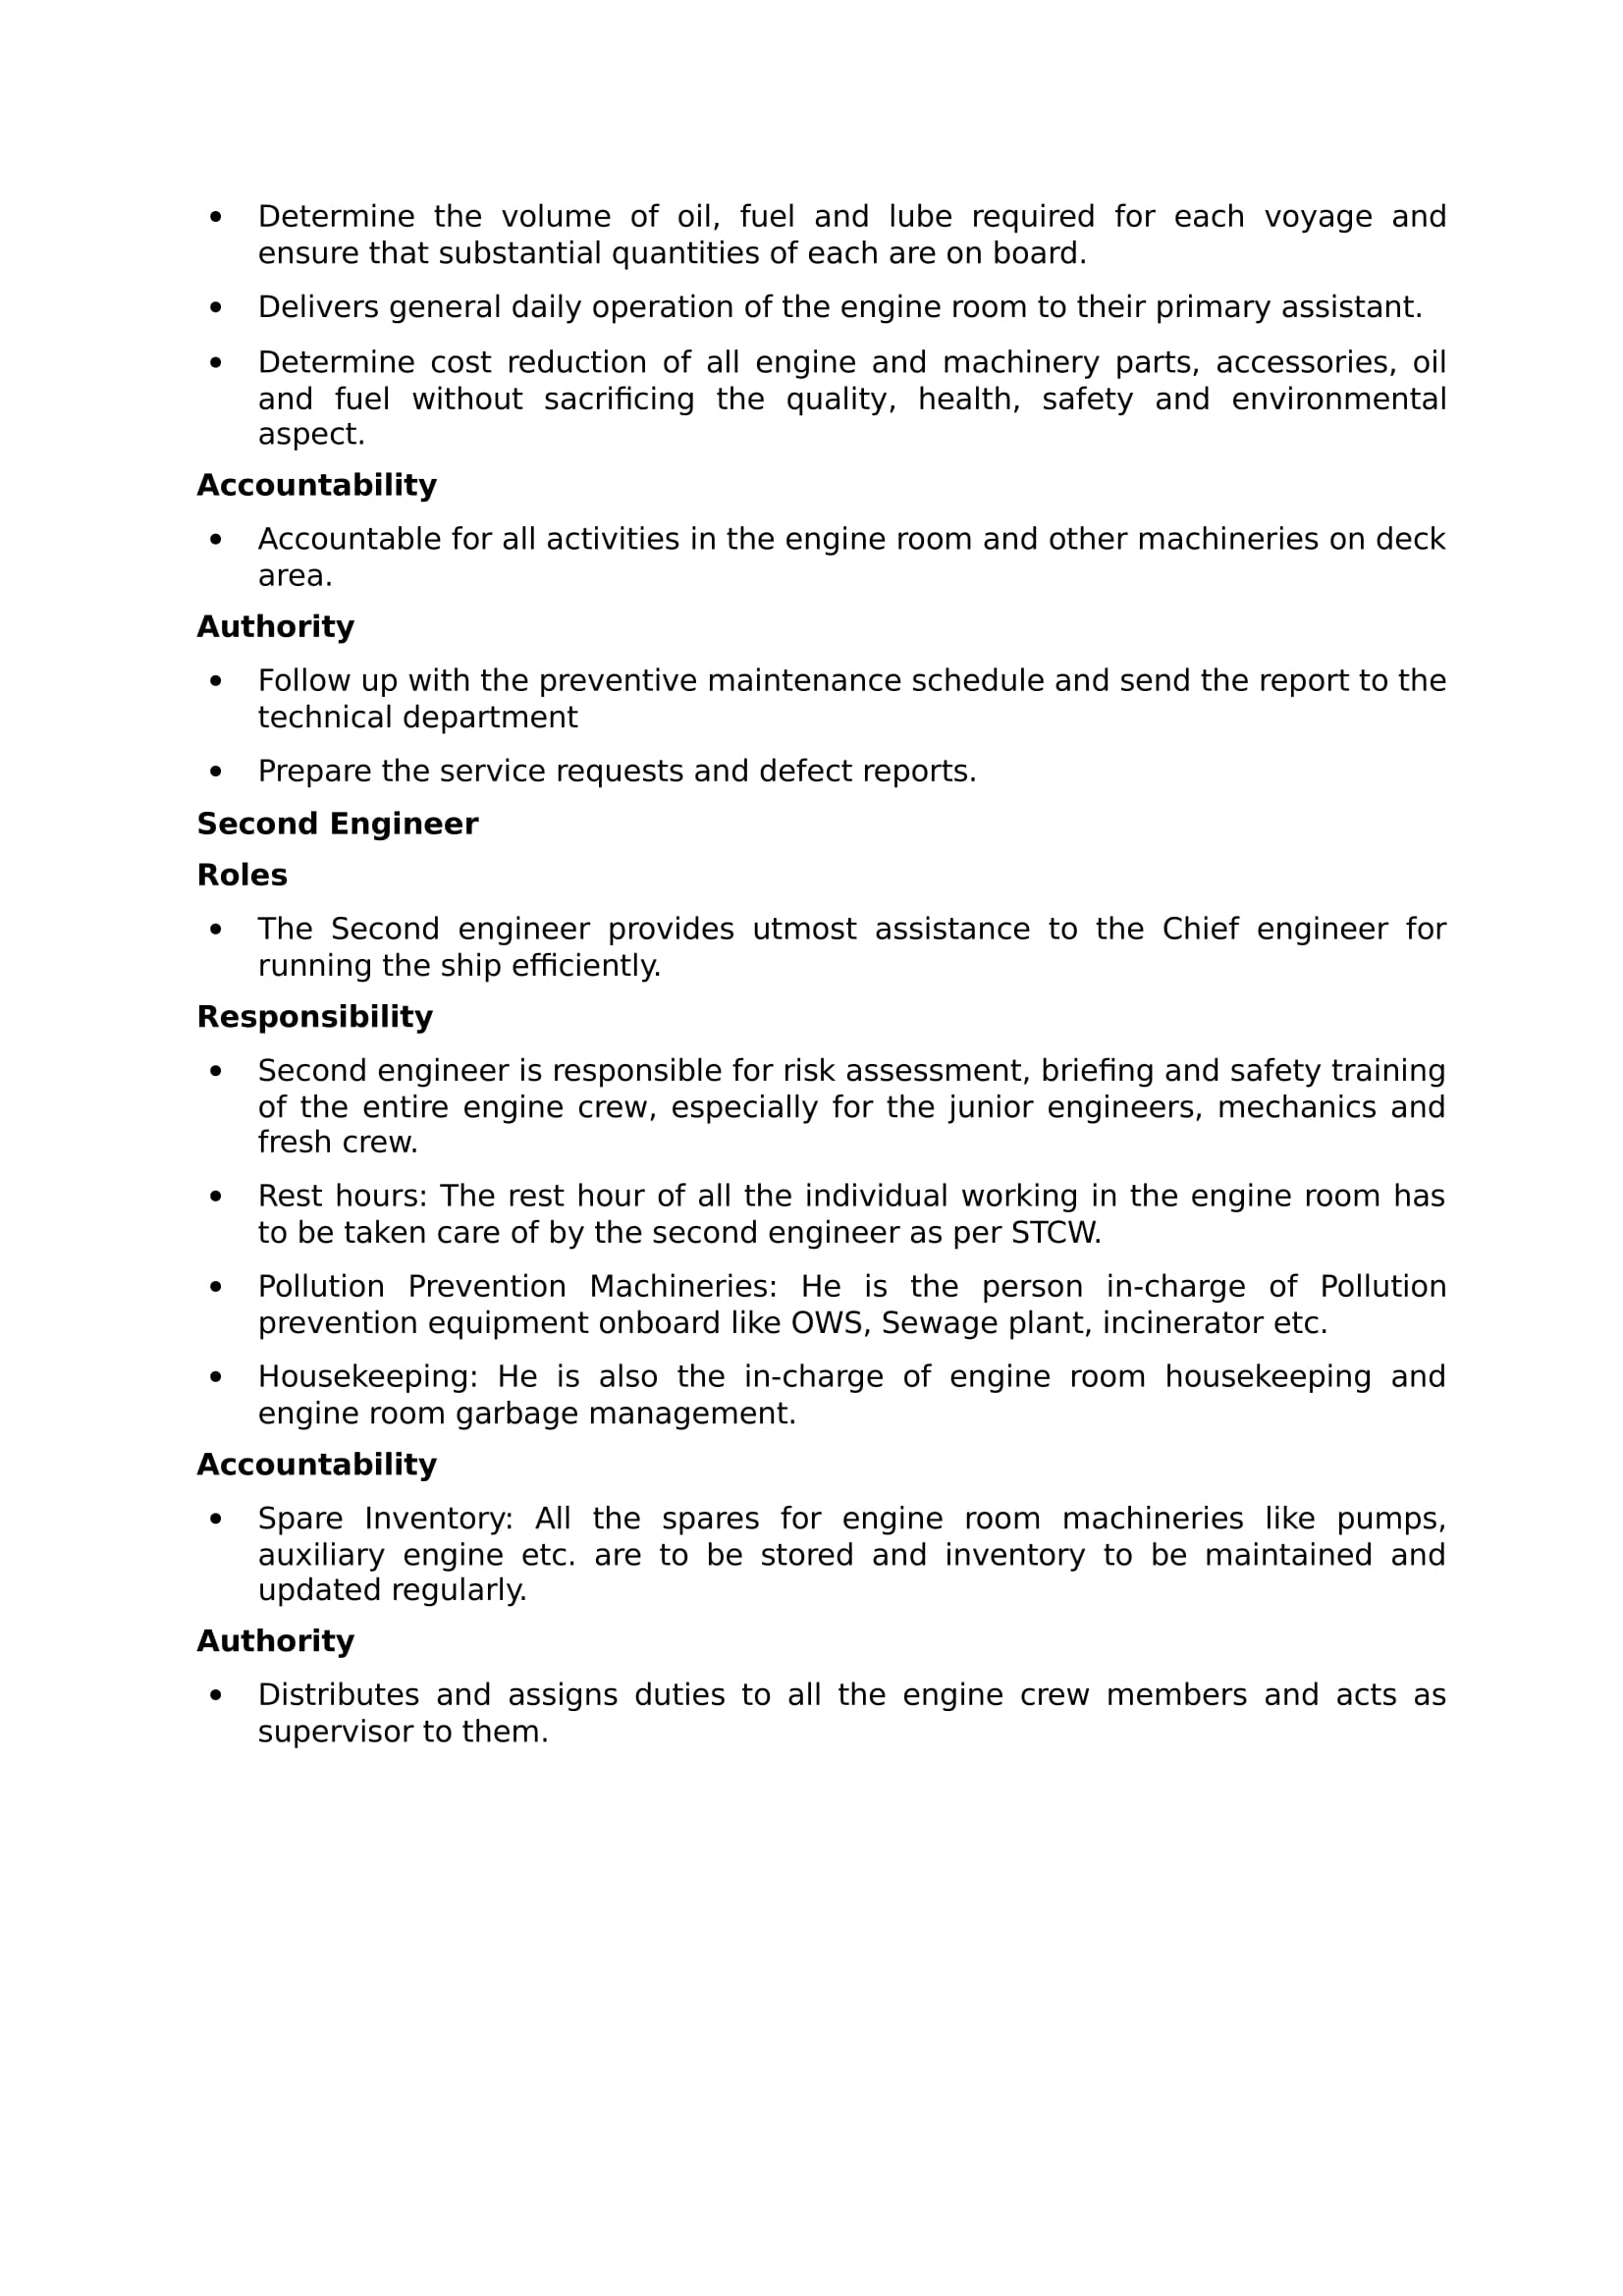 • Determine the volume of oil, fuel and lube required for each voyage and
ensure that substantial quantities of each are on board.
• Delivers general daily operation of the engine room to their primary assistant.
• Determine cost reduction of all engine and machinery parts, accessories, oil
and fuel without sacrificing the quality, health, safety and environmental
aspect.
Accountability
• Accountable for all activities in the engine room and other machineries on deck
area.
Authority
• Follow up with the preventive maintenance schedule and send the report to the
technical department
• Prepare the service requests and defect reports.
Second Engineer
Roles
• The Second engineer provides utmost assistance to the Chief engineer for
running the ship efficiently.
Responsibility
• Second engineer is responsible for risk assessment, briefing and safety training
of the entire engine crew, especially for the junior engineers, mechanics and
fresh crew.
• Rest hours: The rest hour of all the individual working in the engine room has
to be taken care of by the second engineer as per STCW.
• Pollution Prevention Machineries: He is the person in-charge of Pollution
prevention equipment onboard like OWS, Sewage plant, incinerator etc.
• Housekeeping: He is also the in-charge of engine room housekeeping and
engine room garbage management.
Accountability
• Spare Inventory: All the spares for engine room machineries like pumps,
auxiliary engine etc. are to be stored and inventory to be maintained and
updated regularly.
Authority
• Distributes and assigns duties to all the engine crew members and acts as
supervisor to them.